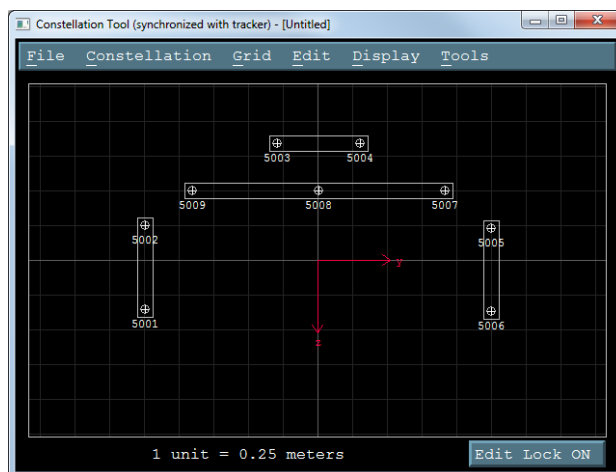 Constellation Tool (synchronized with tracker) - [Untitled]
File Constellation Grid Edit Display Tools
5003 5004
5009 5008 5007
5002 5005
y
5001 5006
z
1 unit = 0.25 meters Edit Lock ON